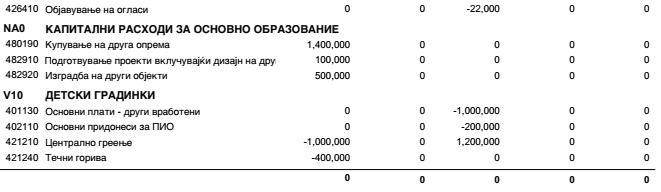 426410 Објавување на огласи 0 0 -22,000 0 0
NA0 КАПИТАЛНИ РАСХОДИ ЗА ОСНОВНО ОБРАЗОВАНИЕ
480190 Купување на друга опрема 1,400,000 0 0 0 0
482910 Подготвување проекти вклучувајќи дизајн на дру 100,000 0 0 0 0
482920 Изградба на други објекти 500,000 0 0 0 0
V10 ДЕТСКИ ГРАДИНКИ
401130 Основни плати - други вработени 0 0 -1,000,000 0 0
402110 Основни придонеси за ПИО 0 0 -200,000 0 0
421210 Централно греење -1,000,000 0 1,200,000 0 0
421240 Течни горива -400,000 0 0 0 0
0 0 0 0 0